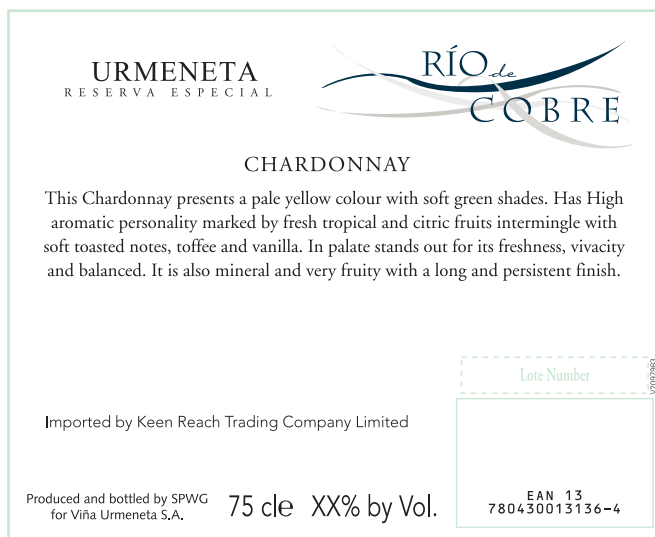 URMENETA
RESERVA ESPECIAL
RÍO de
COBRE
CHARDONNAY
This Chardonnay presents a pale yellow colour with soft green shades. Has High
aromatic personality marked by fresh tropical and citric fruits intermingle with
soft toasted notes, toffee and vanilla. In palate stands out for its freshness, vivacity
and balanced. It is also mineral and very fruity with a long and persistent finish.
Lote Number
V2097983
Imported by Keen Reach Trading Company Limited
Produced and bottled by SPWG
for Viña Urmeneta S.A.
75 cle XX% by Vol.
EAN 13
780430013136-4